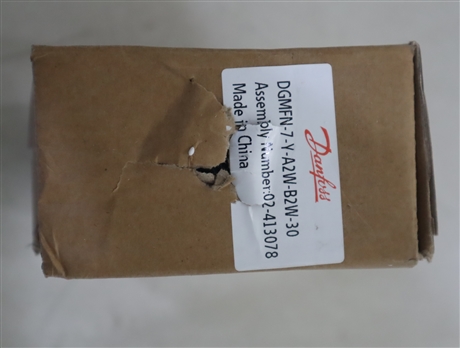 Danfoss
DGMFN-7-Y-A2W-B2W-30
Assembly Number:02-413078
Made in China